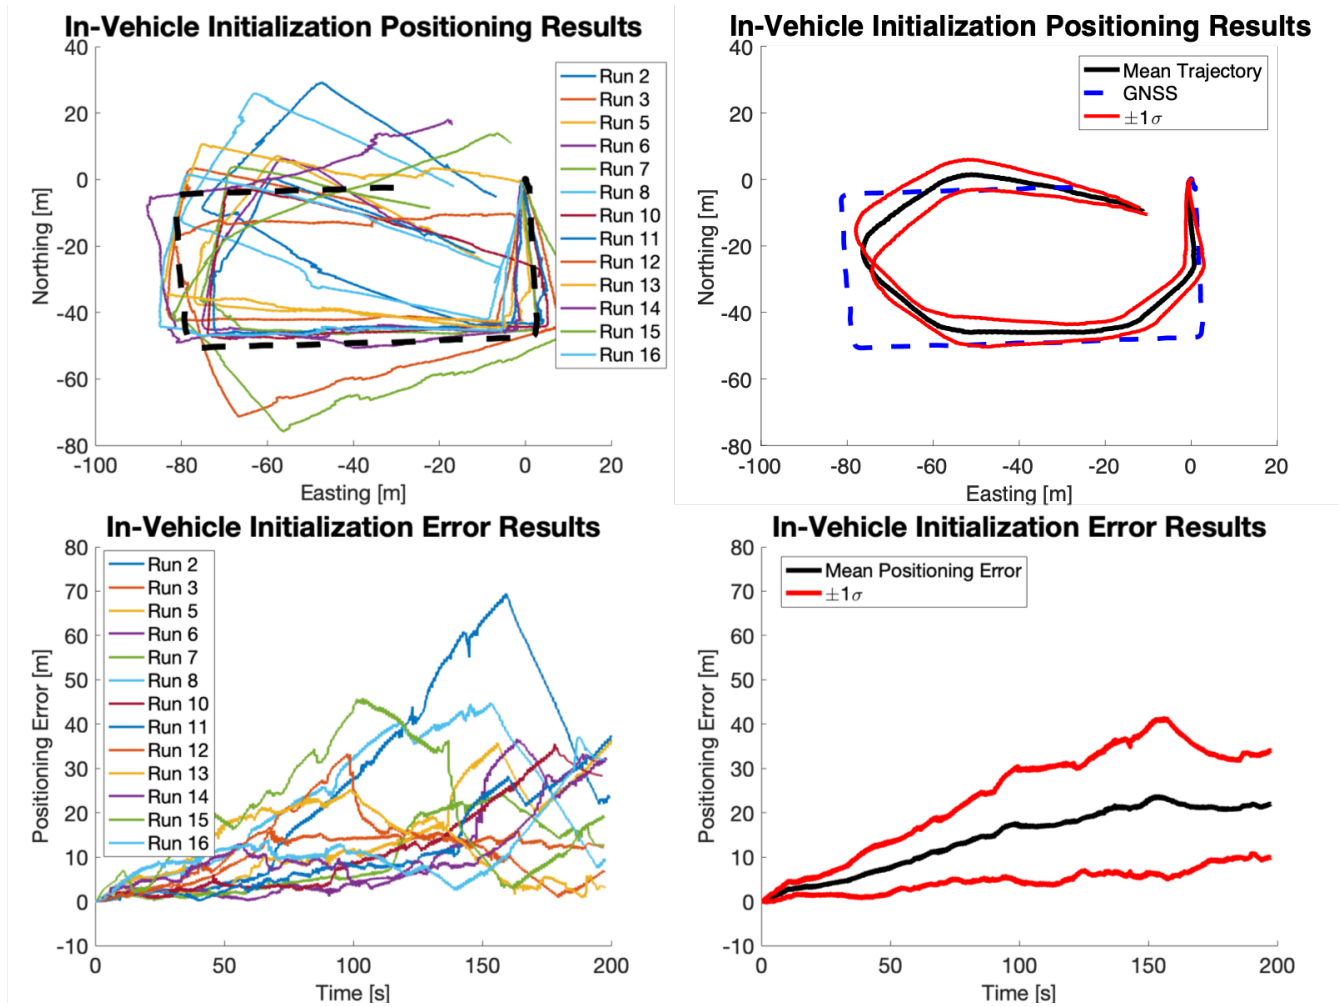 In-Vehicle Initialization Positioning Results
40
20
0
-20
-40
-60
-80
Northing [m]
-100
-80
-60
-40
-20
0
20
Easting [m]
Run 2
Run 3
Run 5
Run 6
Run 7
Run 8
Run 10
Run 11
Run 12
Run 13
Run 14
Run 15
Run 16
In-Vehicle Initialization Positioning Results
40
20
0
-20
-40
-60
-80
Northing [m]
-100
-80
-60
-40
-20
0
20
Easting [m]
Mean Trajectory
GNSS
±1σ
In-Vehicle Initialization Error Results
80
70
60
50
40
30
20
10
0
-10
Positioning Error [m]
0
50
100
150
200
Time [s]
Run 2
Run 3
Run 5
Run 6
Run 7
Run 8
Run 10
Run 11
Run 12
Run 13
Run 14
Run 15
Run 16
In-Vehicle Initialization Error Results
80
70
60
50
40
30
20
10
0
-10
Positioning Error [m]
0
50
100
150
200
Time [s]
Mean Positioning Error
±1σ